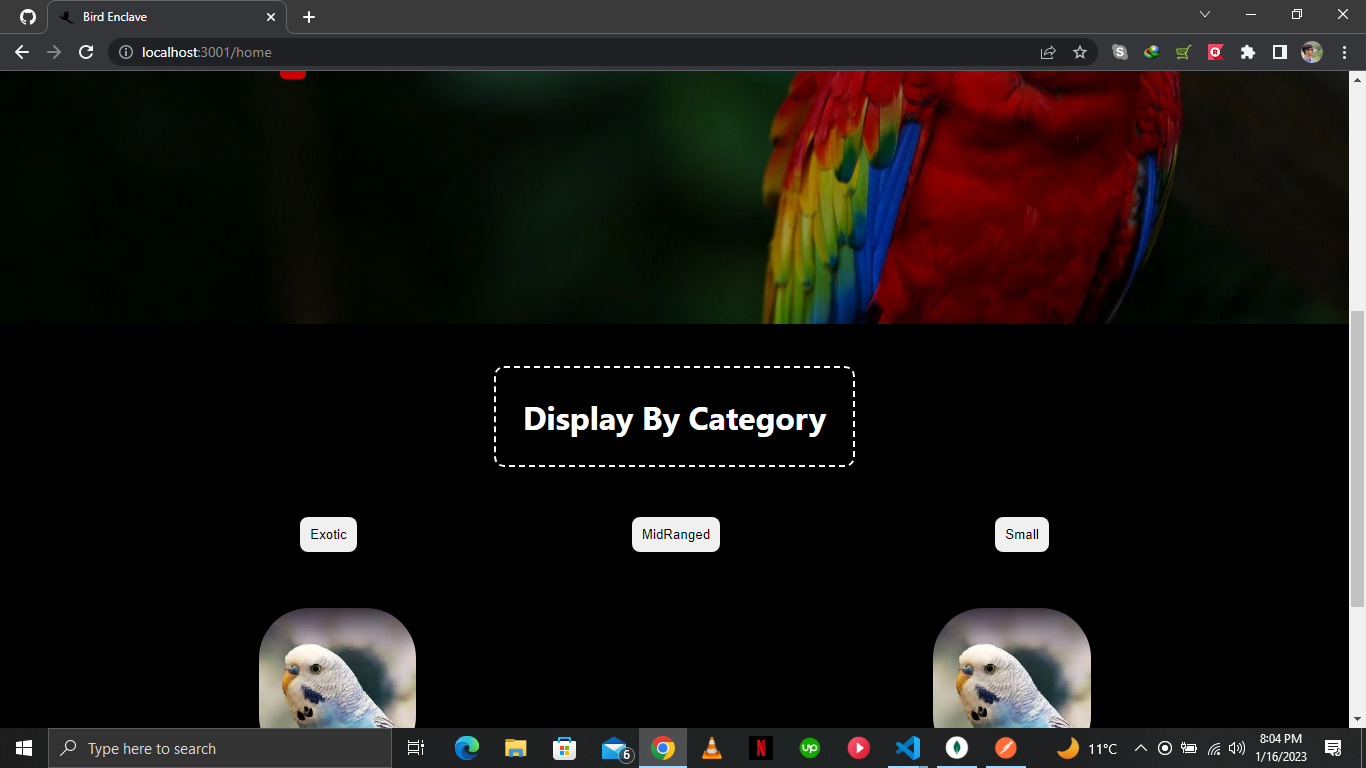 Bird Enclave
localhost:3001/home
Display By Category
Exotic
MidRanged
Small
Type here to search
6
N
up
11°C
8:04 PM
1/16/2023